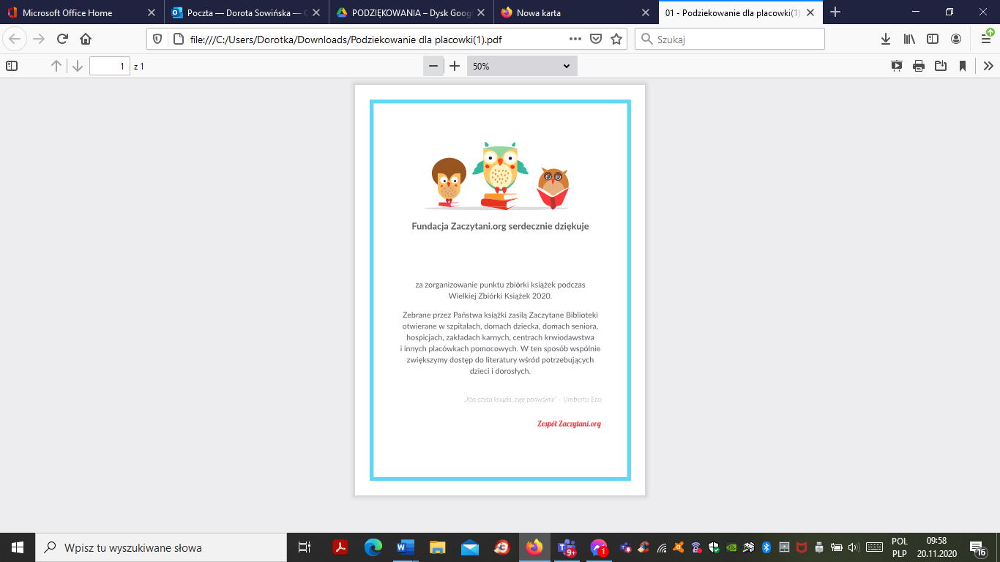 Microsoft Office Home
Poczta — Dorota Sowińska —
PODZIĘKOWANIA – Dysk Goog
Nowa karta
01 - Podziekowanie dla placowki(1)
file:///C:/Users/Dorotka/Downloads/Podziekowanie dla placowki(1).pdf
Szukaj
1 z 1
50%
Fundacja Zaczytani.org serdecznie dziękuje
za zorganizowanie punktu zbiórki książek podczas
Wielkiej Zbiórki Książek 2020.
Zebrane przez Państwa książki zasilą Zaczytane Biblioteki
otwierane w szpitalach, domach dziecka, domach seniora,
hospicjach, zakładach karnych, centrach krwiodawstwa
i innych placówkach pomocowych. W ten sposób wspólnie
zwiększymy dostęp do literatury wśród potrzebujących
dzieci i dorosłych.
„Kto czyta książki, żyje podwójnie" - Umberto Eco
Zespół Zaczytani.org
Wpisz tu wyszukiwane słowa
9+
1
POL
PLP
09:58
20.11.2020
16